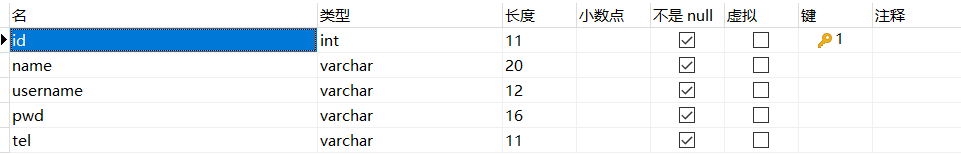 名 类型 长度 小数点 不是 null 虚拟 键 注释
id int 11 1
name varchar 20
username varchar 12
pwd varchar 16
tel varchar 11